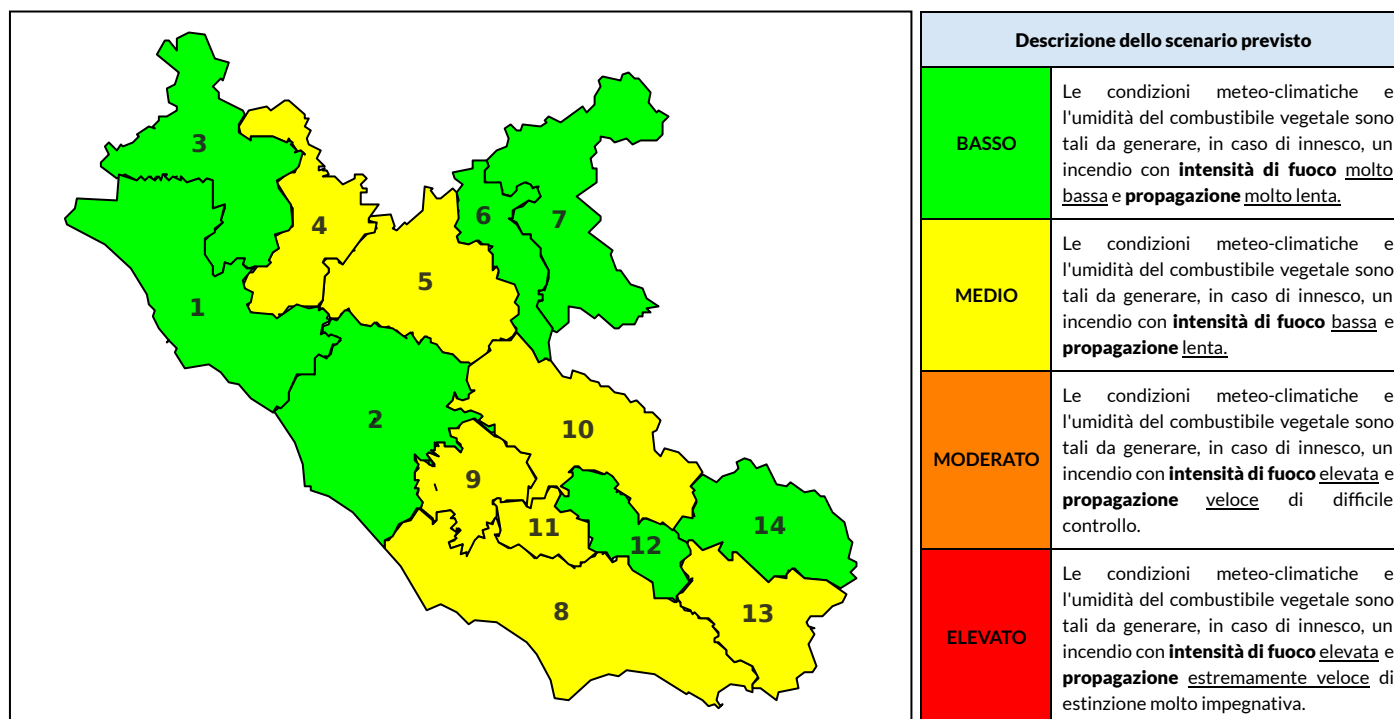 3
4
6
7
5
1
2
10
9
11
12
14
8
13
Descrizione dello scenario previsto
BASSO
Le condizioni meteo-climatiche e
l'umidità del combustibile vegetale sono
tali da generare, in caso di innesco, un
incendio con intensità di fuoco molto
bassa e propagazione molto lenta.
MEDIO
Le condizioni meteo-climatiche e
l'umidità del combustibile vegetale sono
tali da generare, in caso di innesco, un
incendio con intensità di fuoco bassa e
propagazione lenta.
MODERATO
Le condizioni meteo-climatiche e
l'umidità del combustibile vegetale sono
tali da generare, in caso di innesco, un
incendio con intensità di fuoco elevata e
propagazione veloce di difficile
controllo.
ELEVATO
Le condizioni meteo-climatiche e
l'umidità del combustibile vegetale sono
tali da generare, in caso di innesco, un
incendio con intensità di fuoco elevata e
propagazione estremamente veloce di
estinzione molto impegnativa.